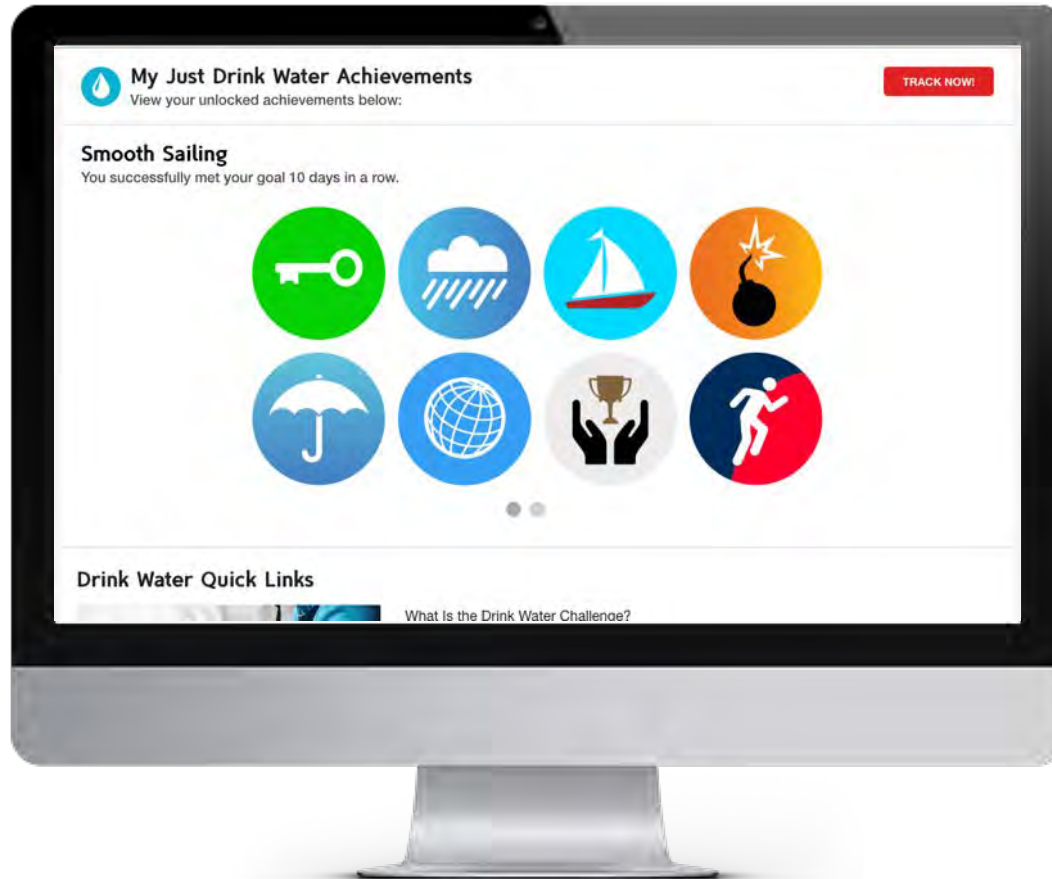 My Just Drink Water Achievements
View your unlocked achievements below:
TRACK NOW!
Smooth Sailing
You successfully met your goal 10 days in a row.
Drink Water Quick Links
What Is the Drink Water Challenge?